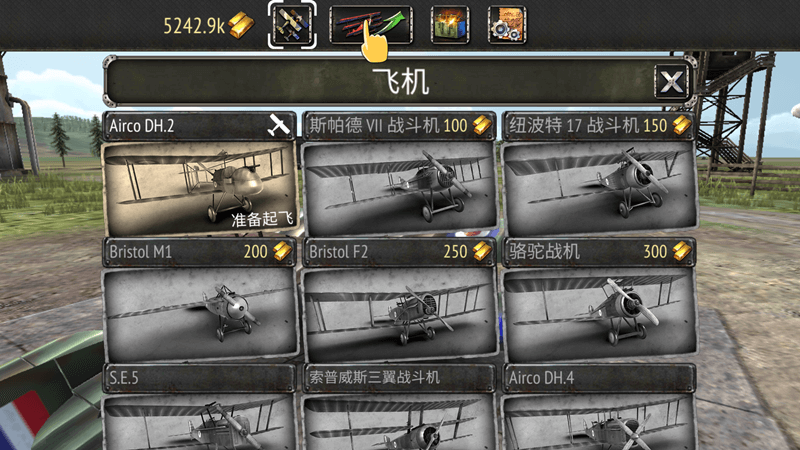 5242.9k
飞机
Airco DH.2
斯帕德 VII 战斗机 100
纽波特 17 战斗机 150
准备起飞
Bristol M1 200
Bristol F2 250
骆驼战机 300
S.E.5
索普威斯三翼战斗机
Airco DH.4